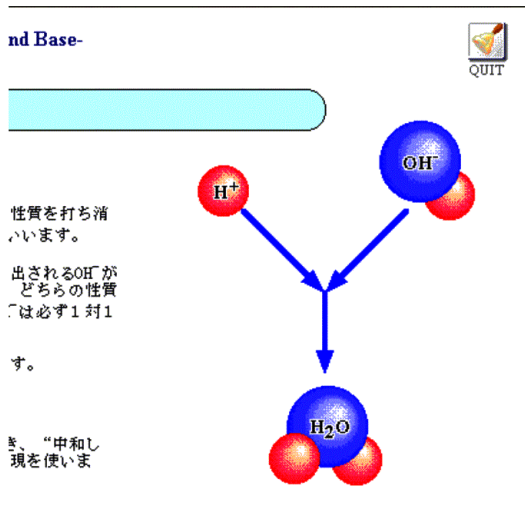 nd Base-
QUIT
OH⁻
H⁺
性質を打ち消
いいます。
出されるOH⁻が
どちらの性質
⁻は必ず1対1
す。
H₂O
き、“中和し
現を使いま